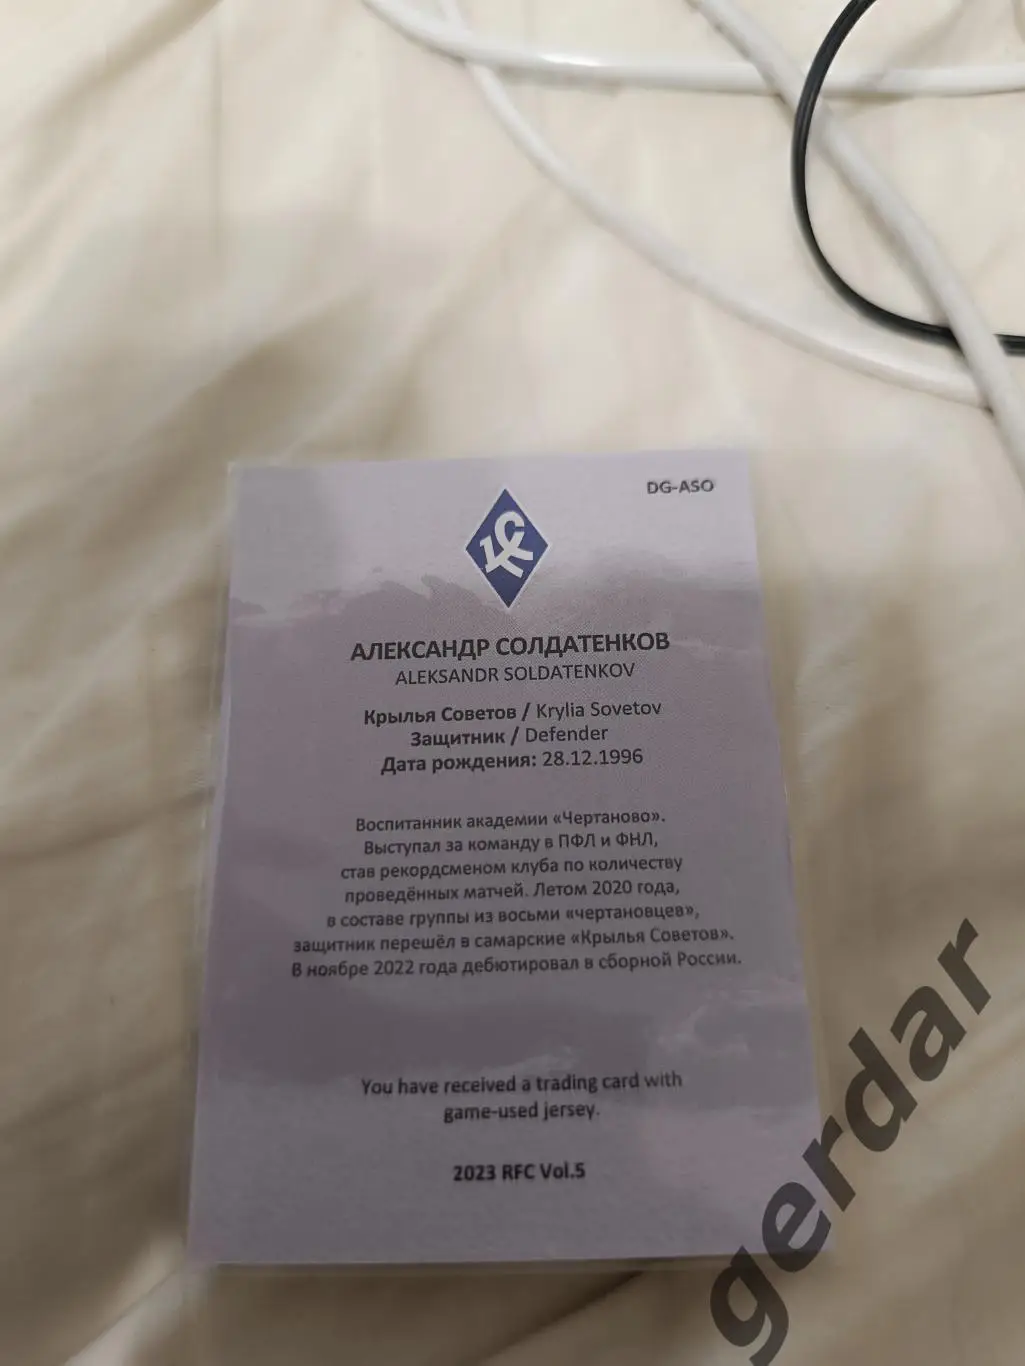 DG-ASO
АЛЕКСАНДР СОЛДАТЕНКОВ
ALEKSANDR SOLDATENKOV
Крылья Советов / Krylia Sovetov
Защитник / Defender
Дата рождения: 28.12.1996
Воспитанник академии «Чертаново».
Выступал за команду в ПФЛ и ФНЛ,
став рекордсменом клуба по количеству
проведённых матчей. Летом 2020 года,
в составе группы из восьми «чертановцев»,
защитник перешёл в самарские «Крылья Советов».
В ноябре 2022 года дебютировал в сборной России.
You have received a trading card with
game-used jersey.
2023 RFC Vol.5
gerdar